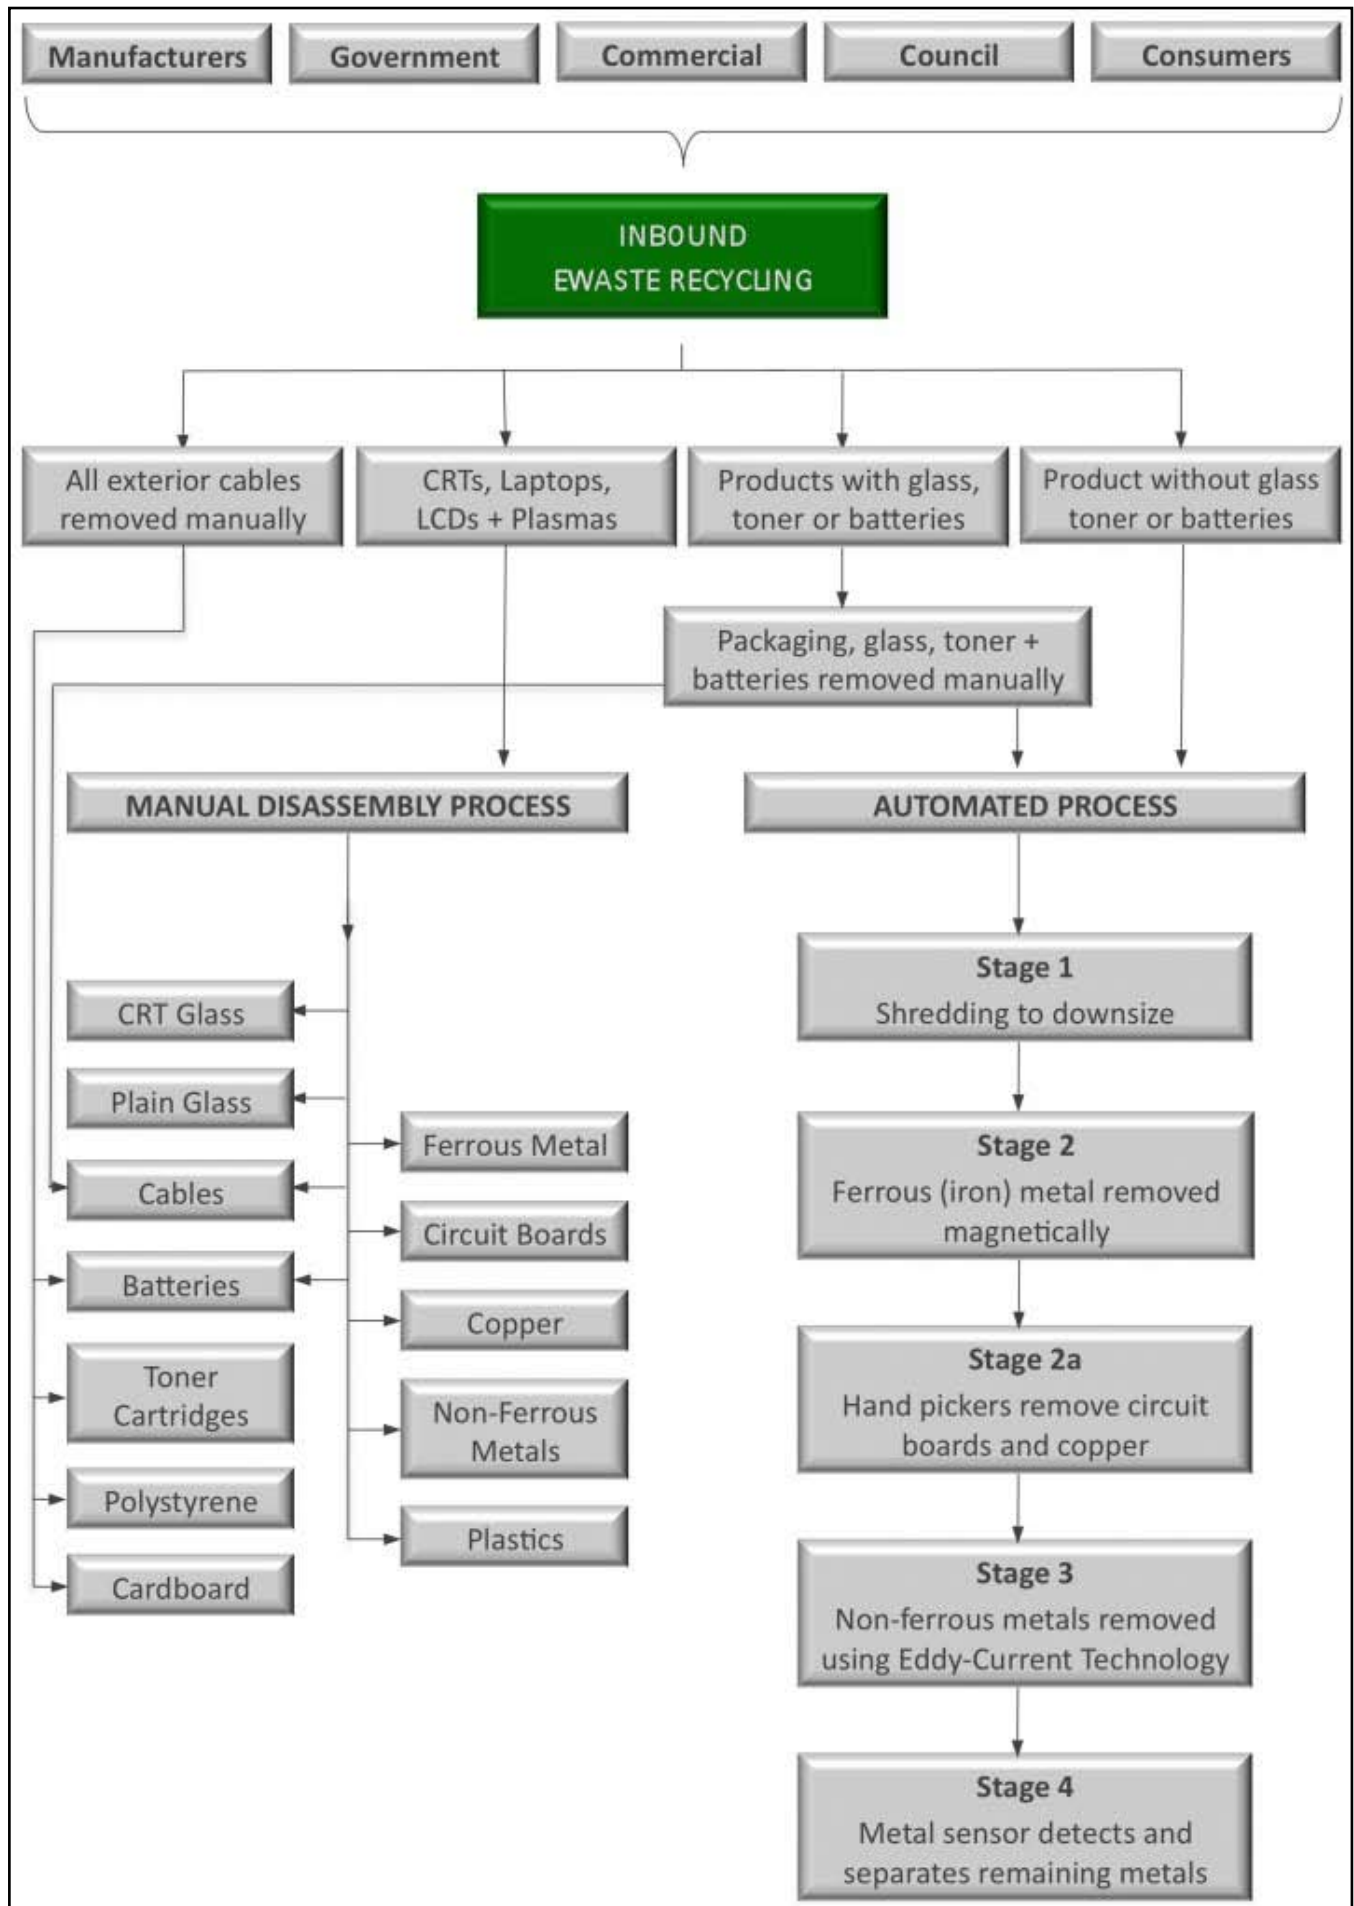 Manufacturers
Government
Commercial
Council
Consumers
INBOUND
EWASTE RECYCLING
All exterior cables
removed manually
CRTs, Laptops,
LCDs + Plasmas
Products with glass,
toner or batteries
Product without glass
toner or batteries
Packaging, glass, toner +
batteries removed manually
MANUAL DISASSEMBLY PROCESS
AUTOMATED PROCESS
CRT Glass
Plain Glass
Cables
Batteries
Toner
Cartridges
Polystyrene
Cardboard
Ferrous Metal
Circuit Boards
Copper
Non-Ferrous
Metals
Plastics
Stage 1
Shredding to downsize
Stage 2
Ferrous (iron) metal removed
magnetically
Stage 2a
Hand pickers remove circuit
boards and copper
Stage 3
Non-ferrous metals removed
using Eddy-Current Technology
Stage 4
Metal sensor detects and
separates remaining metals